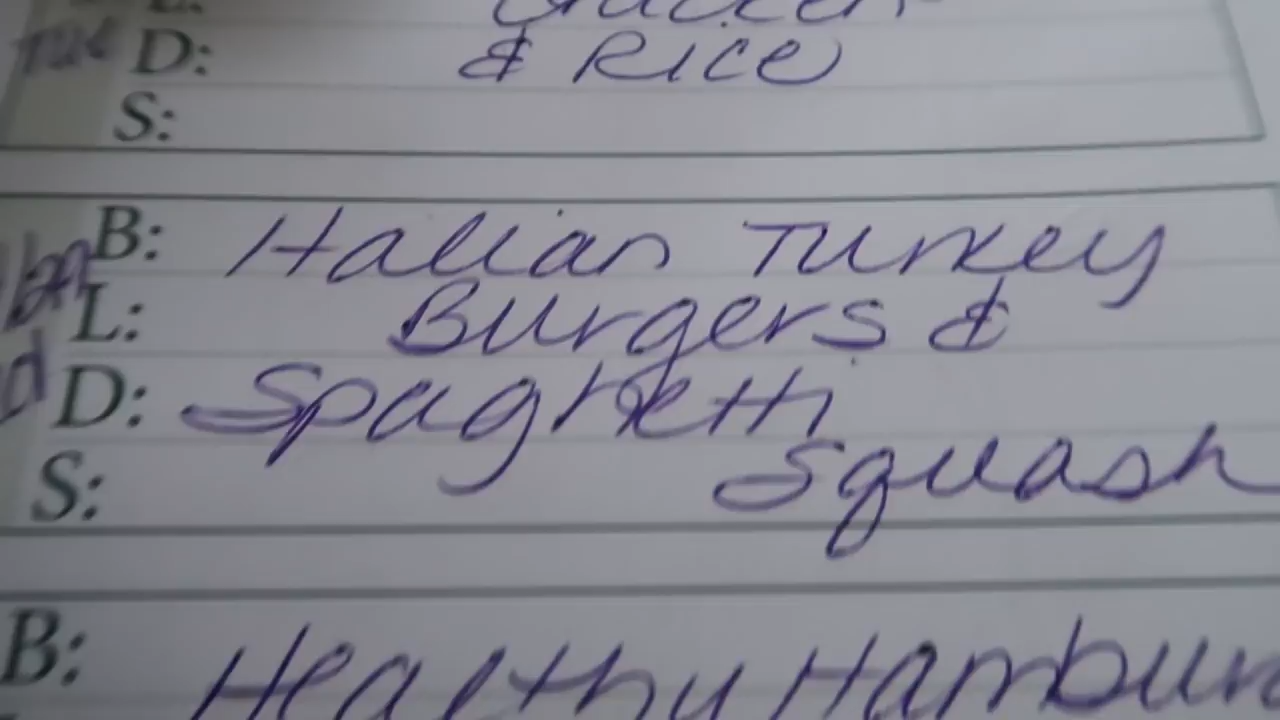 & Rice
D:
S:
B: Italian Turkey
L: Burgers &
D: Spaghetti
Squash
S:
B: Healthy Hambur